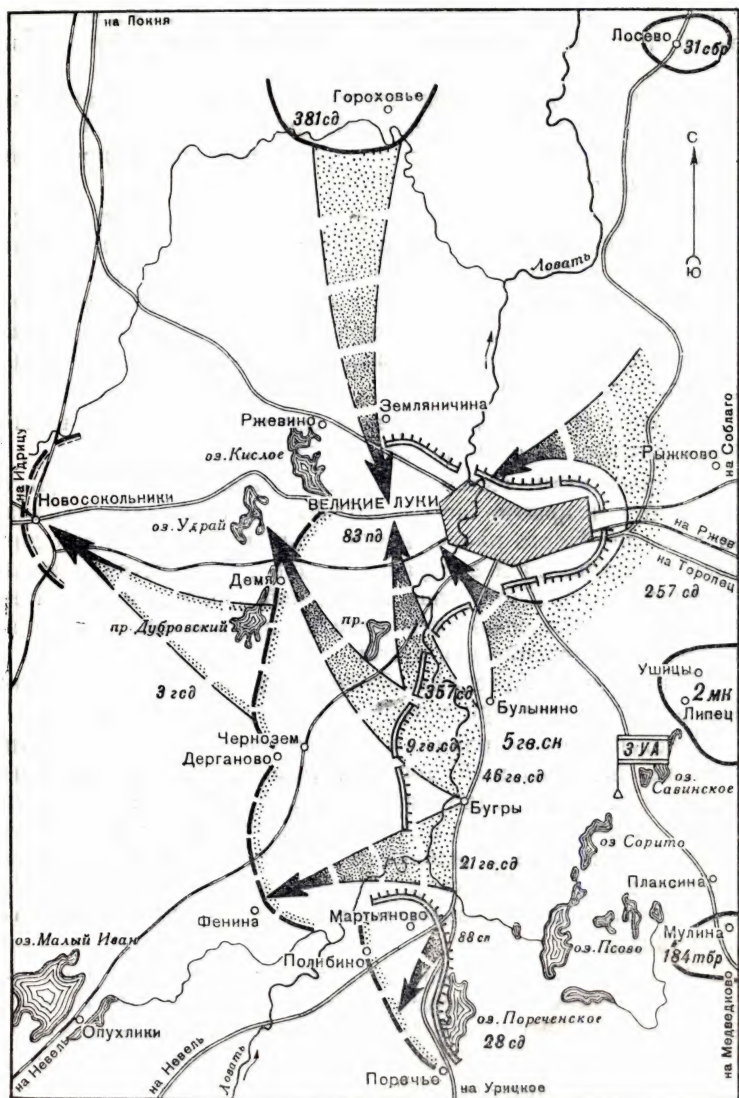 на Локня
Лосево
31 сбр
Гороховье
381 сд
С
Ю
Ловать
Земляничина
Ржевино
оз. Кислое
Рыжково
на Соблаго
на Идрицу
Новосокольники
ВЕЛИКИЕ ЛУКИ
оз. Удрай
83 пд
на Ржев
на Торопец
Демя
257 сд
пр. Дубровский
пр.
Ушицы
2 мк
Липец
3 гсд
357 сд
Булынино
Чернозем
9 гв. сд
5 гв. ск
3 УА
Дерганово
46 гв. сд
оз. Савинское
Бугры
оз Сорито
21 гв. сд
Плаксина
Фенина
Мартьяново
оз. Малый Иван
88 сп
оз. Псово
Мулина
Полибино
184 тбр
Опухлики
оз. Пореченское
28 сд
на Невель
на Невель
Ловать
Поречье
на Урицкое
на Медведково